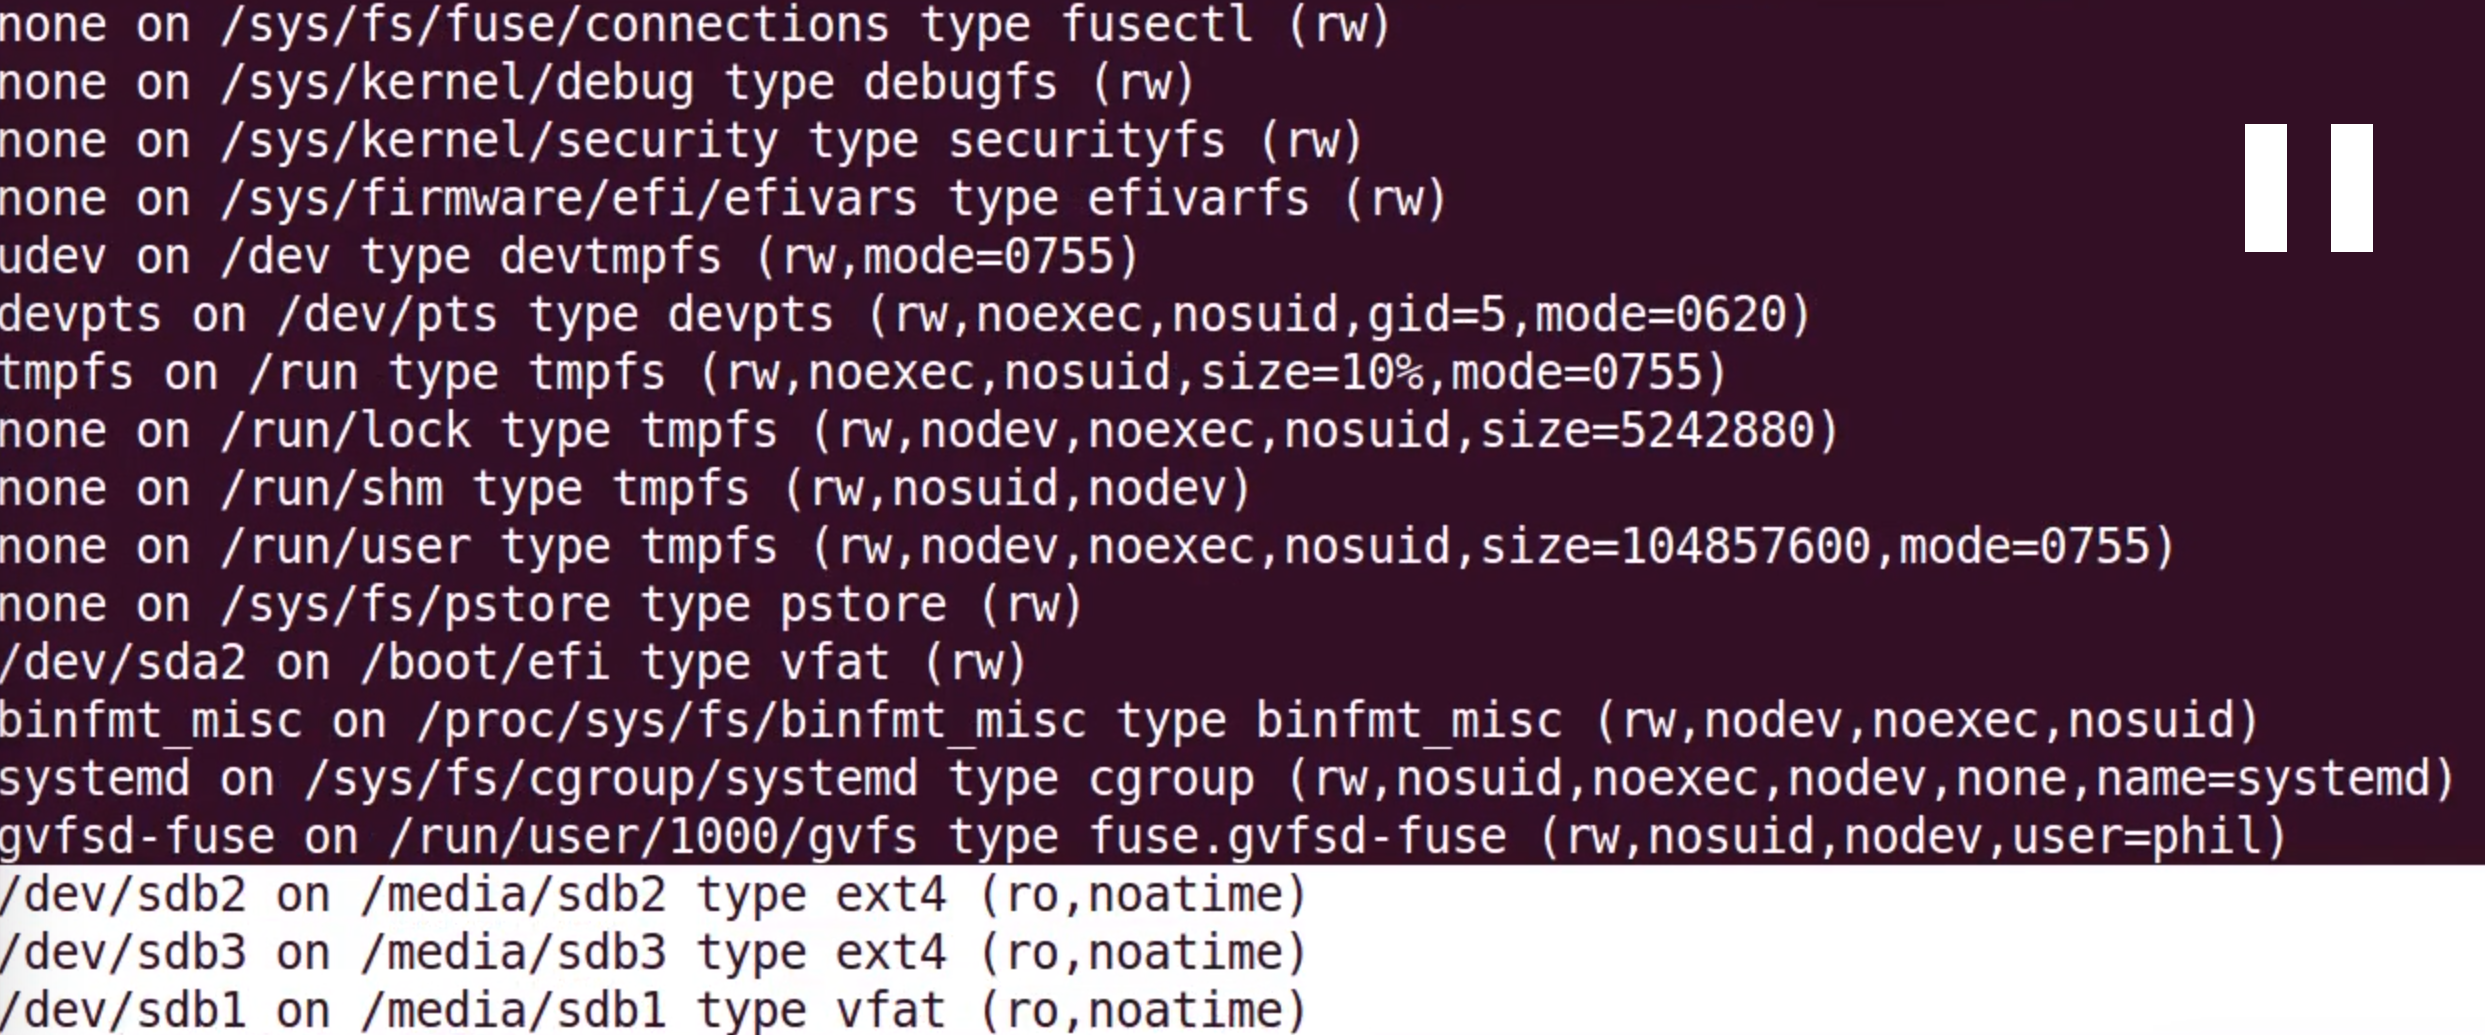 none on /sys/fs/fuse/connections type fusectl (rw)
none on /sys/kernel/debug type debugfs (rw)
none on /sys/kernel/security type securityfs (rw)
none on /sys/firmware/efi/efivars type efivarfs (rw)
udev on /dev type devtmpfs (rw,mode=0755)
devpts on /dev/pts type devpts (rw,noexec,nosuid,gid=5,mode=0620)
tmpfs on /run type tmpfs (rw,noexec,nosuid,size=10%,mode=0755)
none on /run/lock type tmpfs (rw,nodev,noexec,nosuid,size=5242880)
none on /run/shm type tmpfs (rw,nosuid,nodev)
none on /run/user type tmpfs (rw,nodev,noexec,nosuid,size=104857600,mode=0755)
none on /sys/fs/pstore type pstore (rw)
/dev/sda2 on /boot/efi type vfat (rw)
binfmt_misc on /proc/sys/fs/binfmt_misc type binfmt_misc (rw,nodev,noexec,nosuid)
systemd on /sys/fs/cgroup/systemd type cgroup (rw,nosuid,noexec,nodev,none,name=systemd)
gvfsd-fuse on /run/user/1000/gvfs type fuse.gvfsd-fuse (rw,nosuid,nodev,user=phil)
/dev/sdb2 on /media/sdb2 type ext4 (ro,noatime)
/dev/sdb3 on /media/sdb3 type ext4 (ro,noatime)
/dev/sdb1 on /media/sdb1 type vfat (ro,noatime)